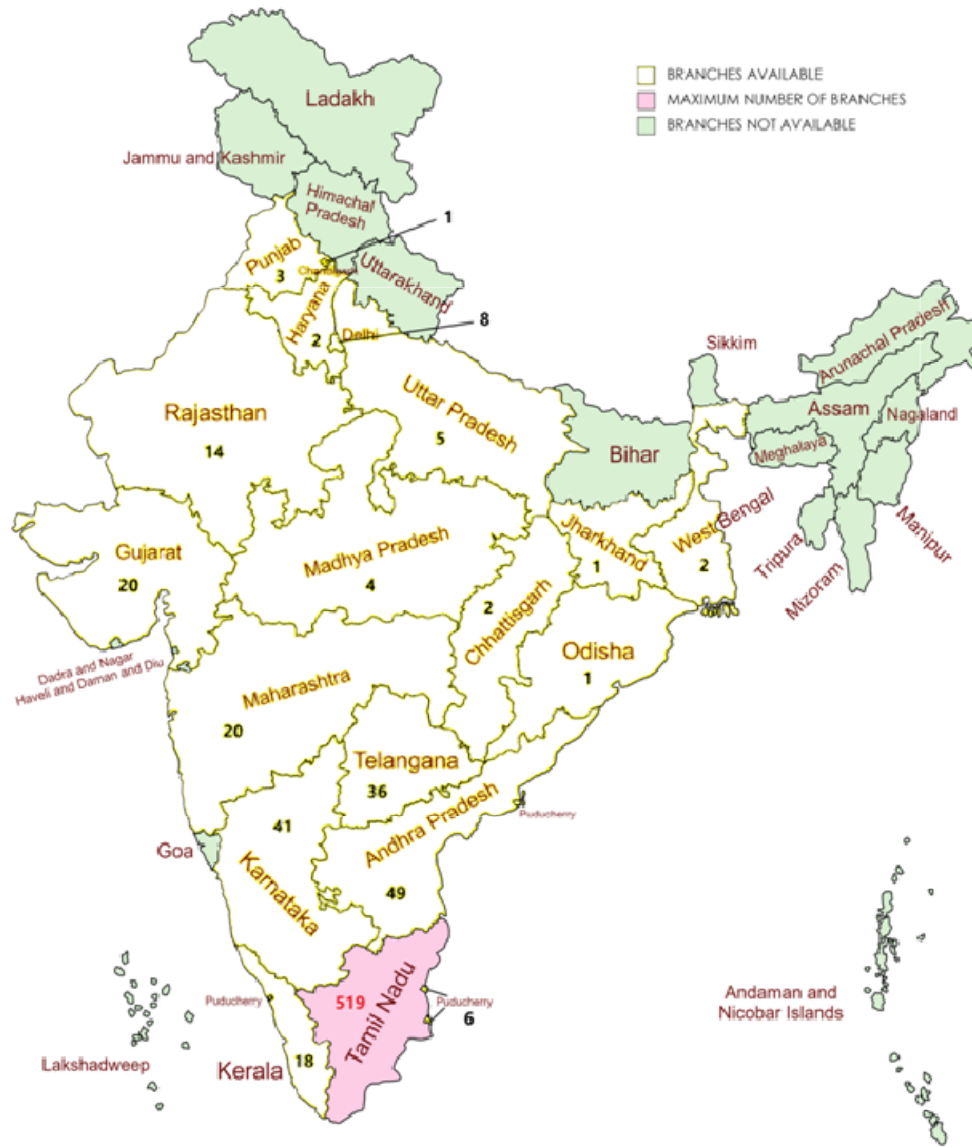 BRANCHES AVAILABLE
MAXIMUM NUMBER OF BRANCHES
BRANCHES NOT AVAILABLE
Ladakh
Jammu and Kashmir
Himachal
Pradesh
1
Punjab
3
Chandigarh
Uttarakhand
Haryana
2
Delhi
8
Sikkim
Arunachal Pradesh
Rajasthan
14
Uttar Pradesh
5
Bihar
Assam
Nagaland
Meghalaya
Manipur
Tripura
Mizoram
Gujarat
20
Madhya Pradesh
4
Jharkhand
1
West Bengal
2
Chhattisgarh
2
Odisha
1
Dadra and Nagar
Haveli and Daman and Diu
Maharashtra
20
Telangana
36
Andhra Pradesh
49
Puducherry
Goa
41
Karnataka
Puducherry
519
Tamil Nadu
Puducherry
6
Kerala
18
Lakshadweep
Andaman and
Nicobar Islands